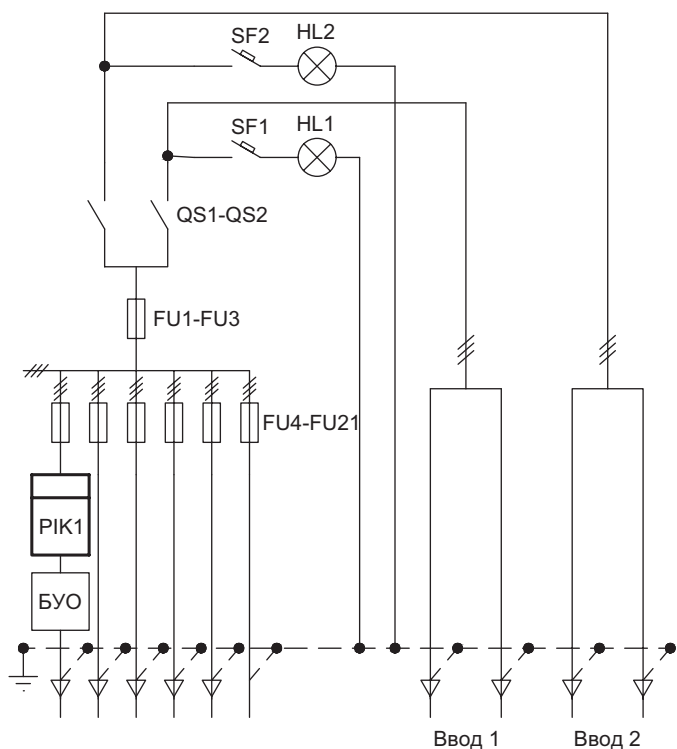 SF2 HL2
SF1 HL1
QS1-QS2
FU1-FU3
FU4-FU21
PIK1
БУО
Ввод 1 Ввод 2